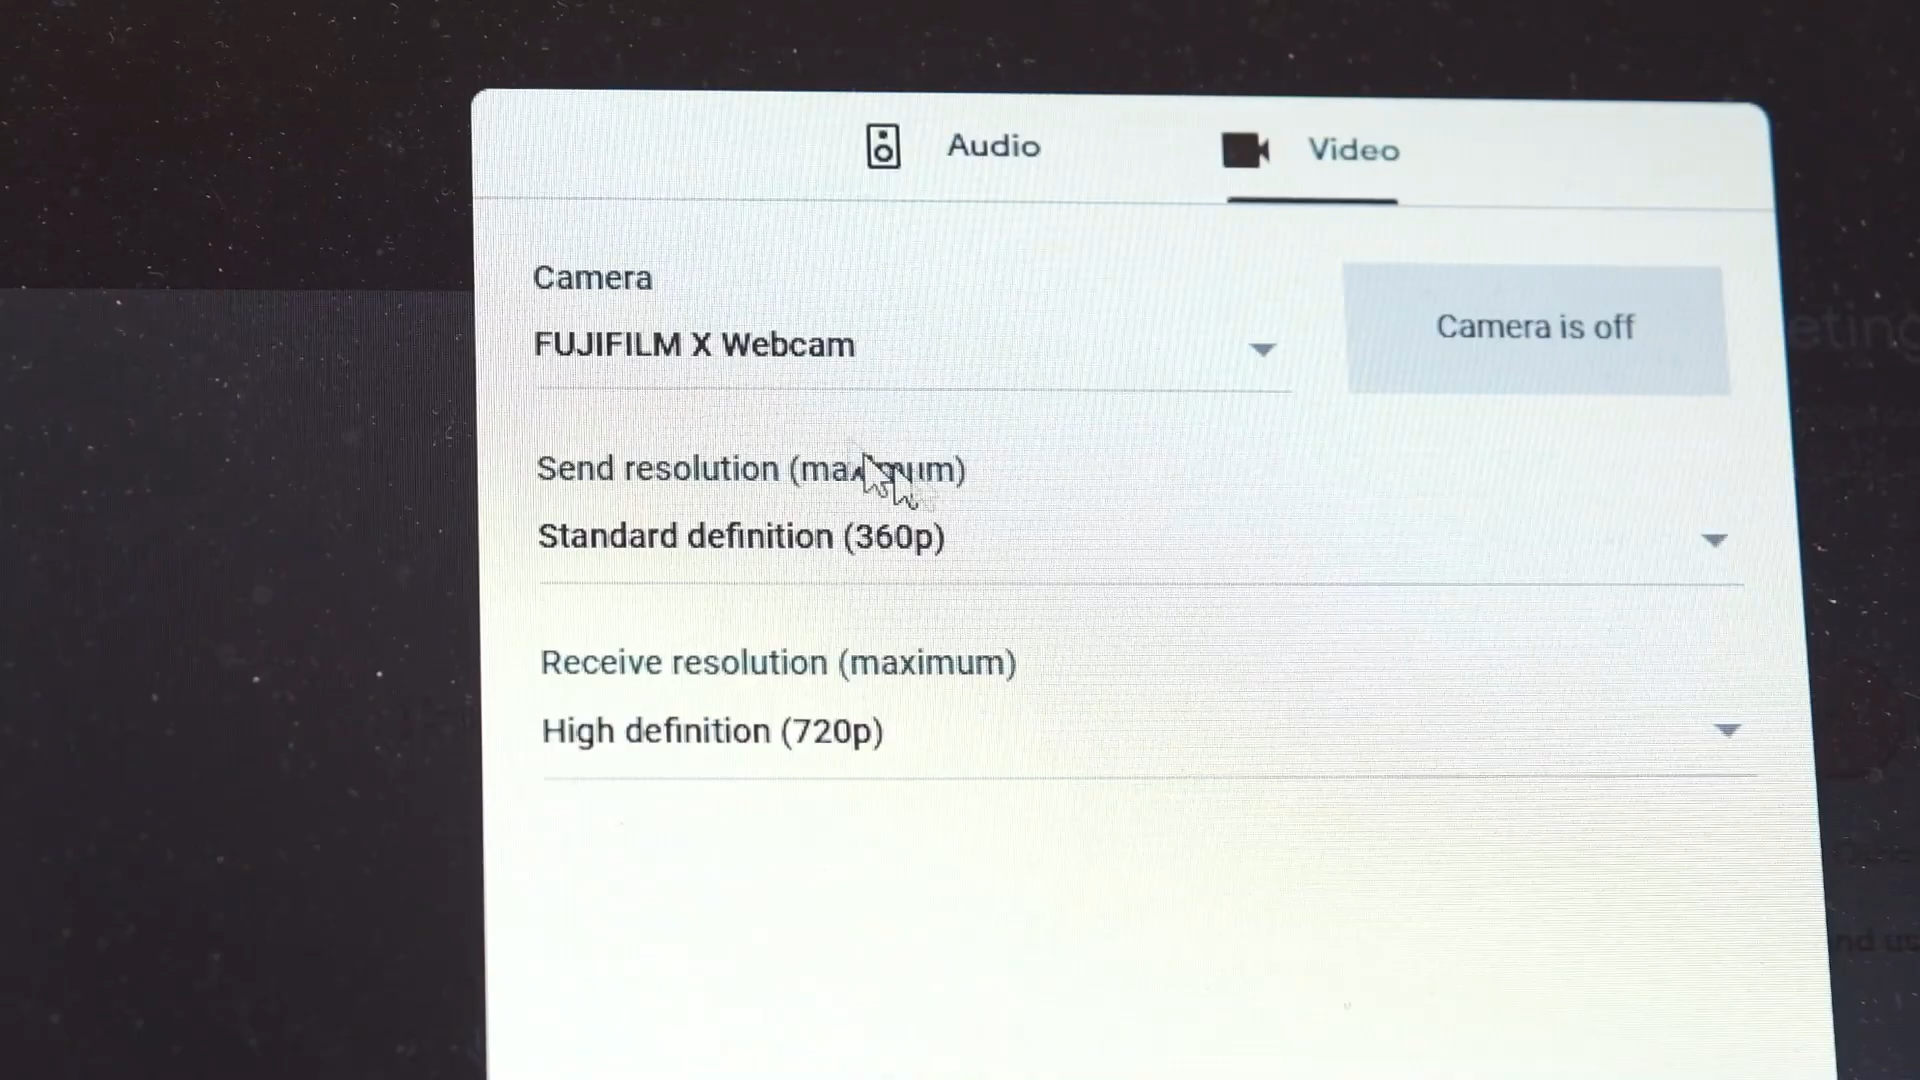 Audio
Video
Camera
FUJIFILM X Webcam
Camera is off
Send resolution (maximum)
Standard definition (360p)
Receive resolution (maximum)
High definition (720p)